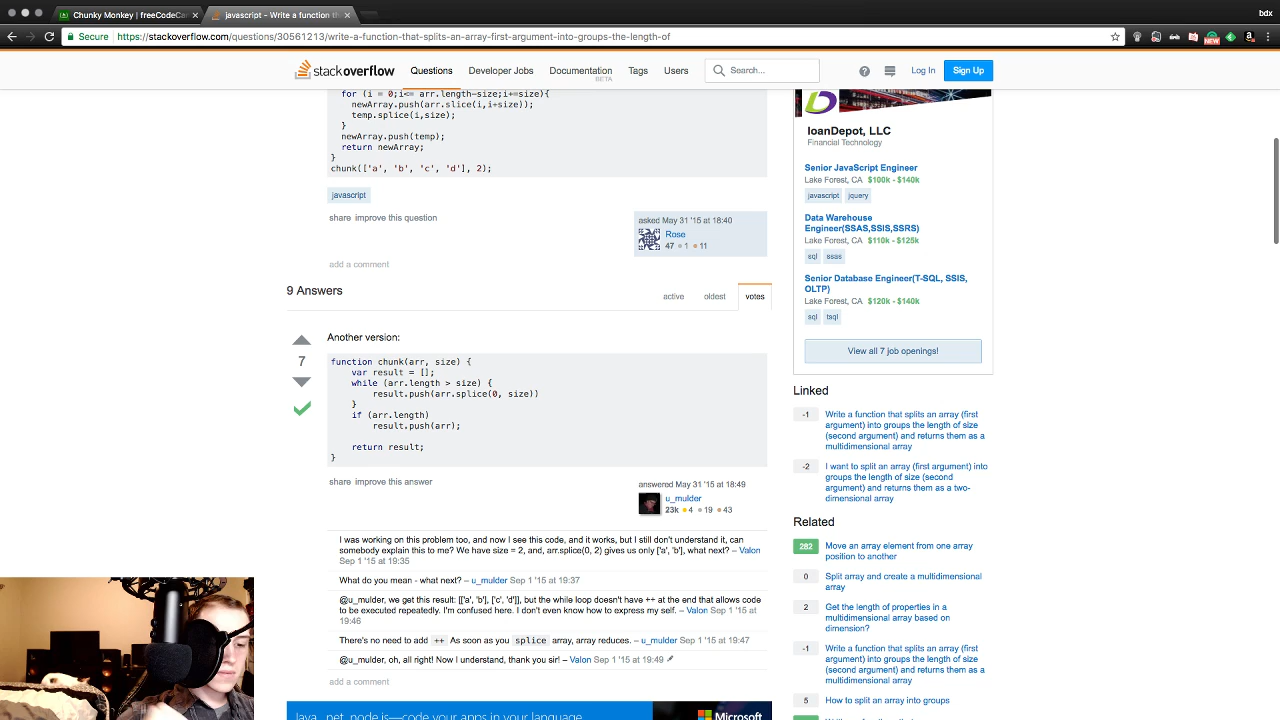 Chunky Monkey | freeCodeCam
javascript - Write a function th
bdx
Secure
https://stackoverflow.com/questions/30561213/write-a-function-that-splits-an-array-first-argument-into-groups-the-length-of
NEW
stackoverflow
Questions
Developer Jobs
Documentation
BETA
Tags
Users
Search...
Log In
Sign Up
for (i = 0;i<= arr.length-size;i+=size){
newArray.push(arr.slice(i,i+size));
temp.splice(i,size);
}
newArray.push(temp);
return newArray;
}
chunk(['a', 'b', 'c', 'd'], 2);
javascript
share improve this question
asked May 31 '15 at 18:40
Rose
47 1 11
add a comment
9 Answers
active
oldest
votes
Another version:
7
function chunk(arr, size) {
var result = [];
while (arr.length > size) {
result.push(arr.splice(0, size))
}
if (arr.length)
result.push(arr);
return result;
}
share improve this answer
answered May 31 '15 at 18:49
u_mulder
23k 4 19 43
I was working on this problem too, and now I see this code, and it works, but I still don't understand it, can
somebody explain this to me? We have size = 2, and, arr.splice(0, 2) gives us only ['a', 'b'], what next? – Valon
Sep 1 '15 at 19:35
What do you mean - what next? – u_mulder Sep 1 '15 at 19:37
@u_mulder, we get this result: [['a', 'b'], ['c', 'd']], but the while loop doesn't have ++ at the end that allows code
to be executed repeatedly. I'm confused here. I don't even know how to express my self. – Valon Sep 1 '15 at
19:46
There's no need to add ++ As soon as you splice array, array reduces. – u_mulder Sep 1 '15 at 19:47
@u_mulder, oh, all right! Now I understand, thank you sir! – Valon Sep 1 '15 at 19:49
add a comment
Java, .net, node.js—code your apps in your language.
Microsoft
loanDepot, LLC
Financial Technology
Senior JavaScript Engineer
Lake Forest, CA $100k - $140k
javascript jquery
Data Warehouse
Engineer(SSAS,SSIS,SSRS)
Lake Forest, CA $110k - $125k
sql ssas
Senior Database Engineer(T-SQL, SSIS,
OLTP)
Lake Forest, CA $120k - $140k
sql tsql
View all 7 job openings!
Linked
-1 Write a function that splits an array (first
argument) into groups the length of size
(second argument) and returns them as a
multidimensional array
-2 I want to split an array (first argument) into
groups the length of size (second
argument) and returns them as a two-
dimensional array
Related
282 Move an array element from one array
position to another
0 Split array and create a multidimensional
array
2 Get the length of properties in a
multidimensional array based on
dimension?
-1 Write a function that splits an array (first
argument) into groups the length of size
(second argument) and returns them as a
multidimensional array
5 How to split an array into groups